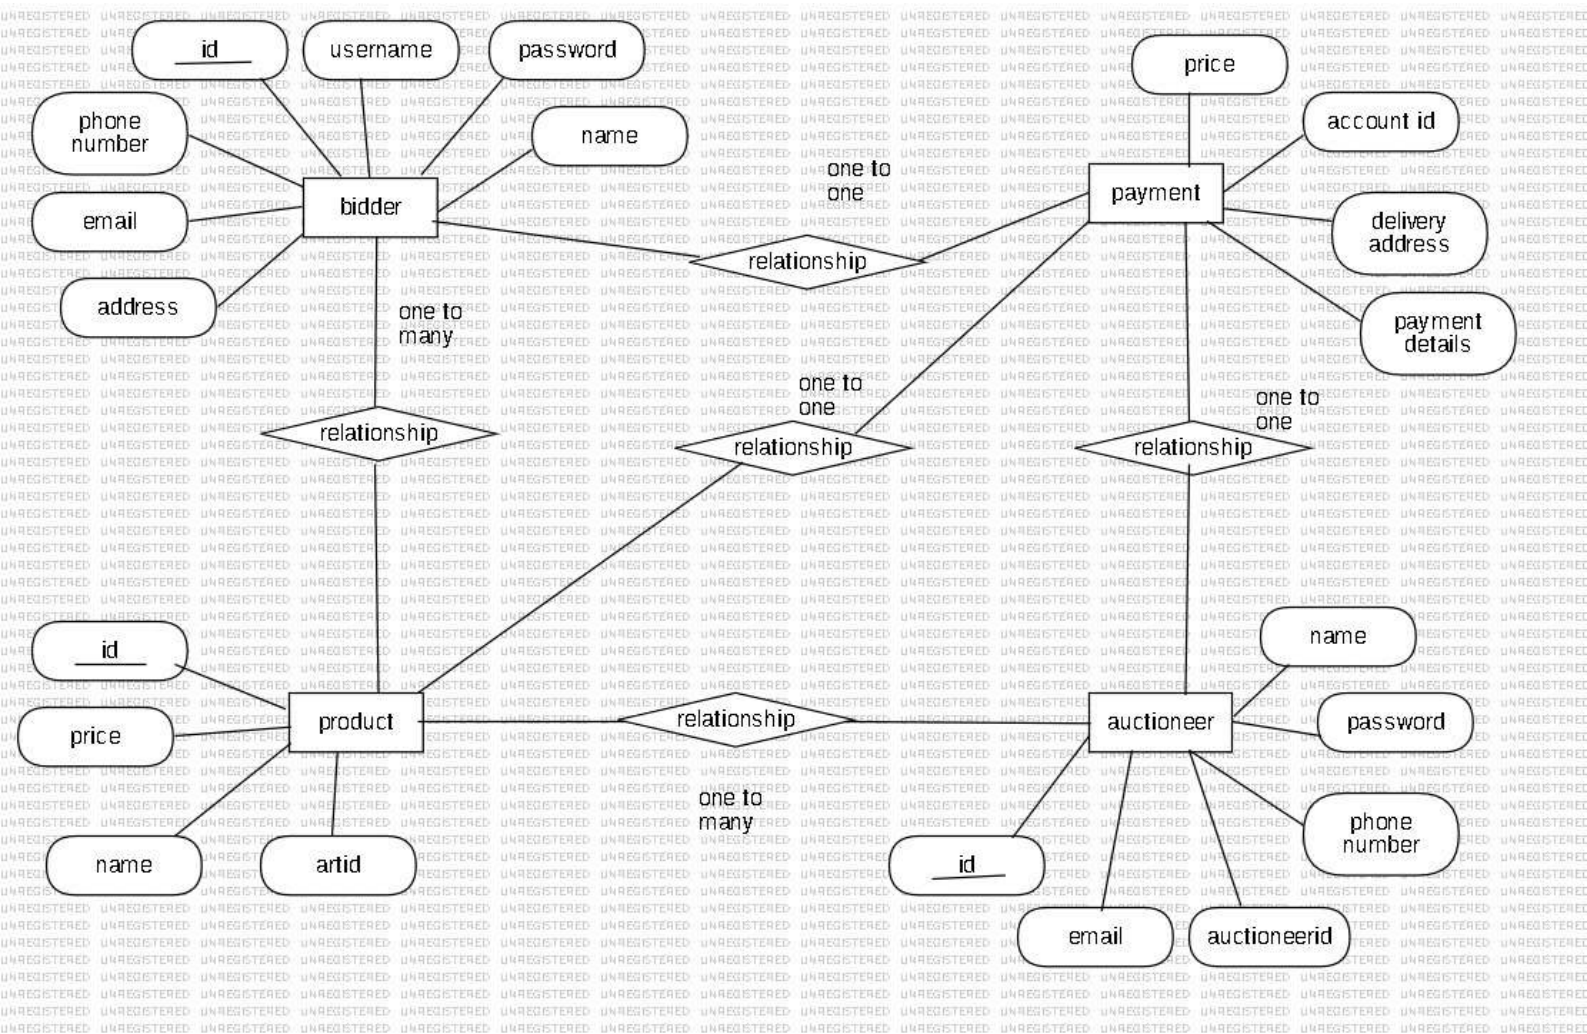 id
username
password
price
phone
number
name
account id
one to
one
bidder
payment
email
delivery
address
relationship
address
one to
many
payment
details
one to
one
one to
one
relationship
relationship
relationship
id
name
product
relationship
auctioneer
password
price
one to
many
phone
number
name
artid
id
email
auctioneerid
UNREGISTERED